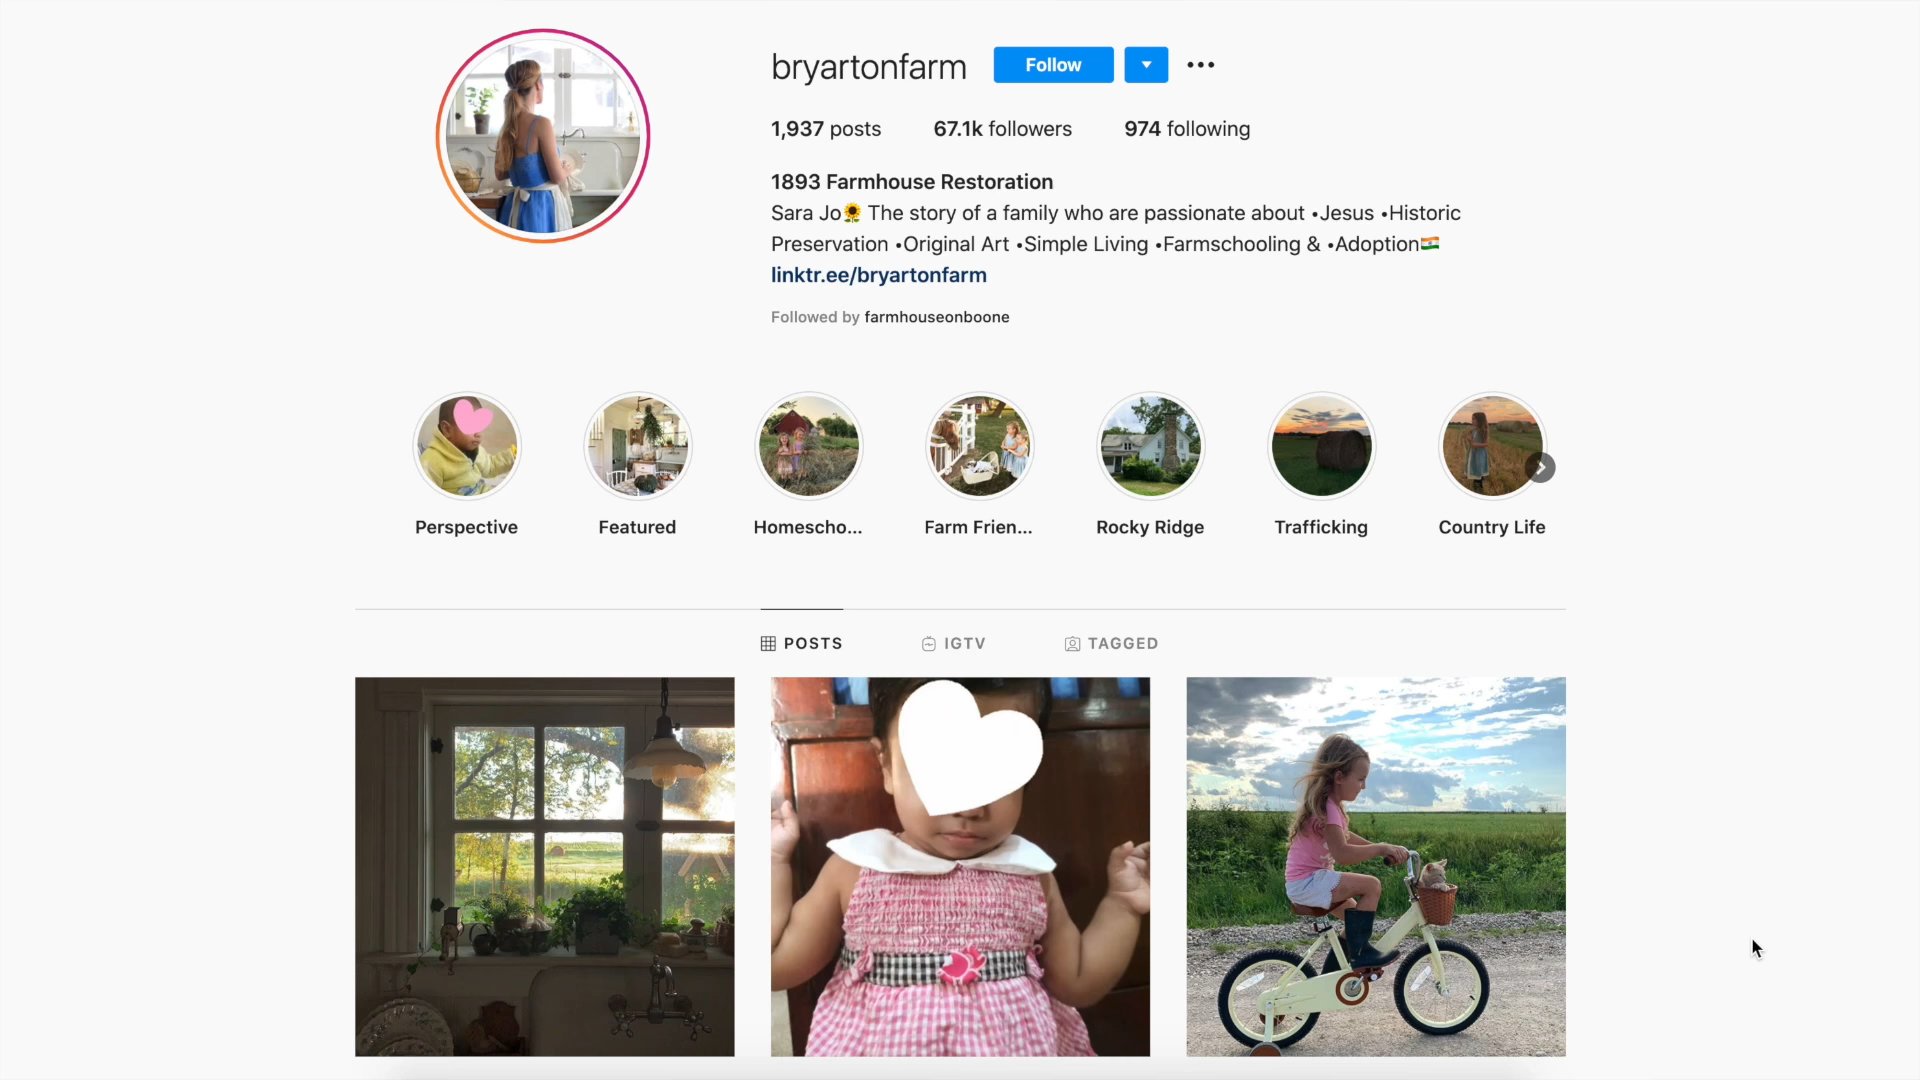 bryartonfarm Follow
1,937 posts 67.1k followers 974 following
1893 Farmhouse Restoration
Sara Jo🌻 The story of a family who are passionate about •Jesus •Historic
Preservation •Original Art •Simple Living •Farmschooling & •Adoption🇮🇳
linktr.ee/bryartonfarm
Followed by farmhouseonboone
Perspective Featured Homescho... Farm Frien... Rocky Ridge Trafficking Country Life
POSTS IGTV TAGGED